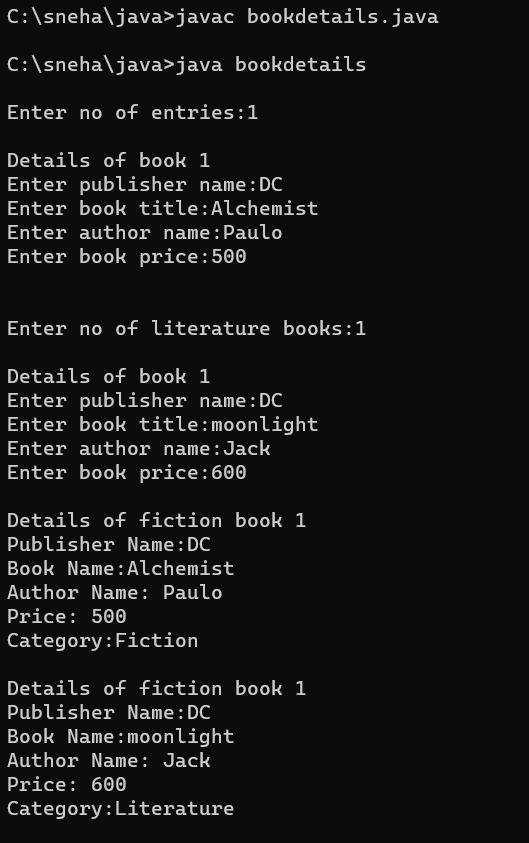 C:\sneha\java>javac bookdetails.java
C:\sneha\java>java bookdetails
Enter no of entries:1
Details of book 1
Enter publisher name:DC
Enter book title:Alchemist
Enter author name:Paulo
Enter book price:500
Enter no of literature books:1
Details of book 1
Enter publisher name:DC
Enter book title:moonlight
Enter author name:Jack
Enter book price:600
Details of fiction book 1
Publisher Name:DC
Book Name:Alchemist
Author Name: Paulo
Price: 500
Category:Fiction
Details of fiction book 1
Publisher Name:DC
Book Name:moonlight
Author Name: Jack
Price: 600
Category:Literature